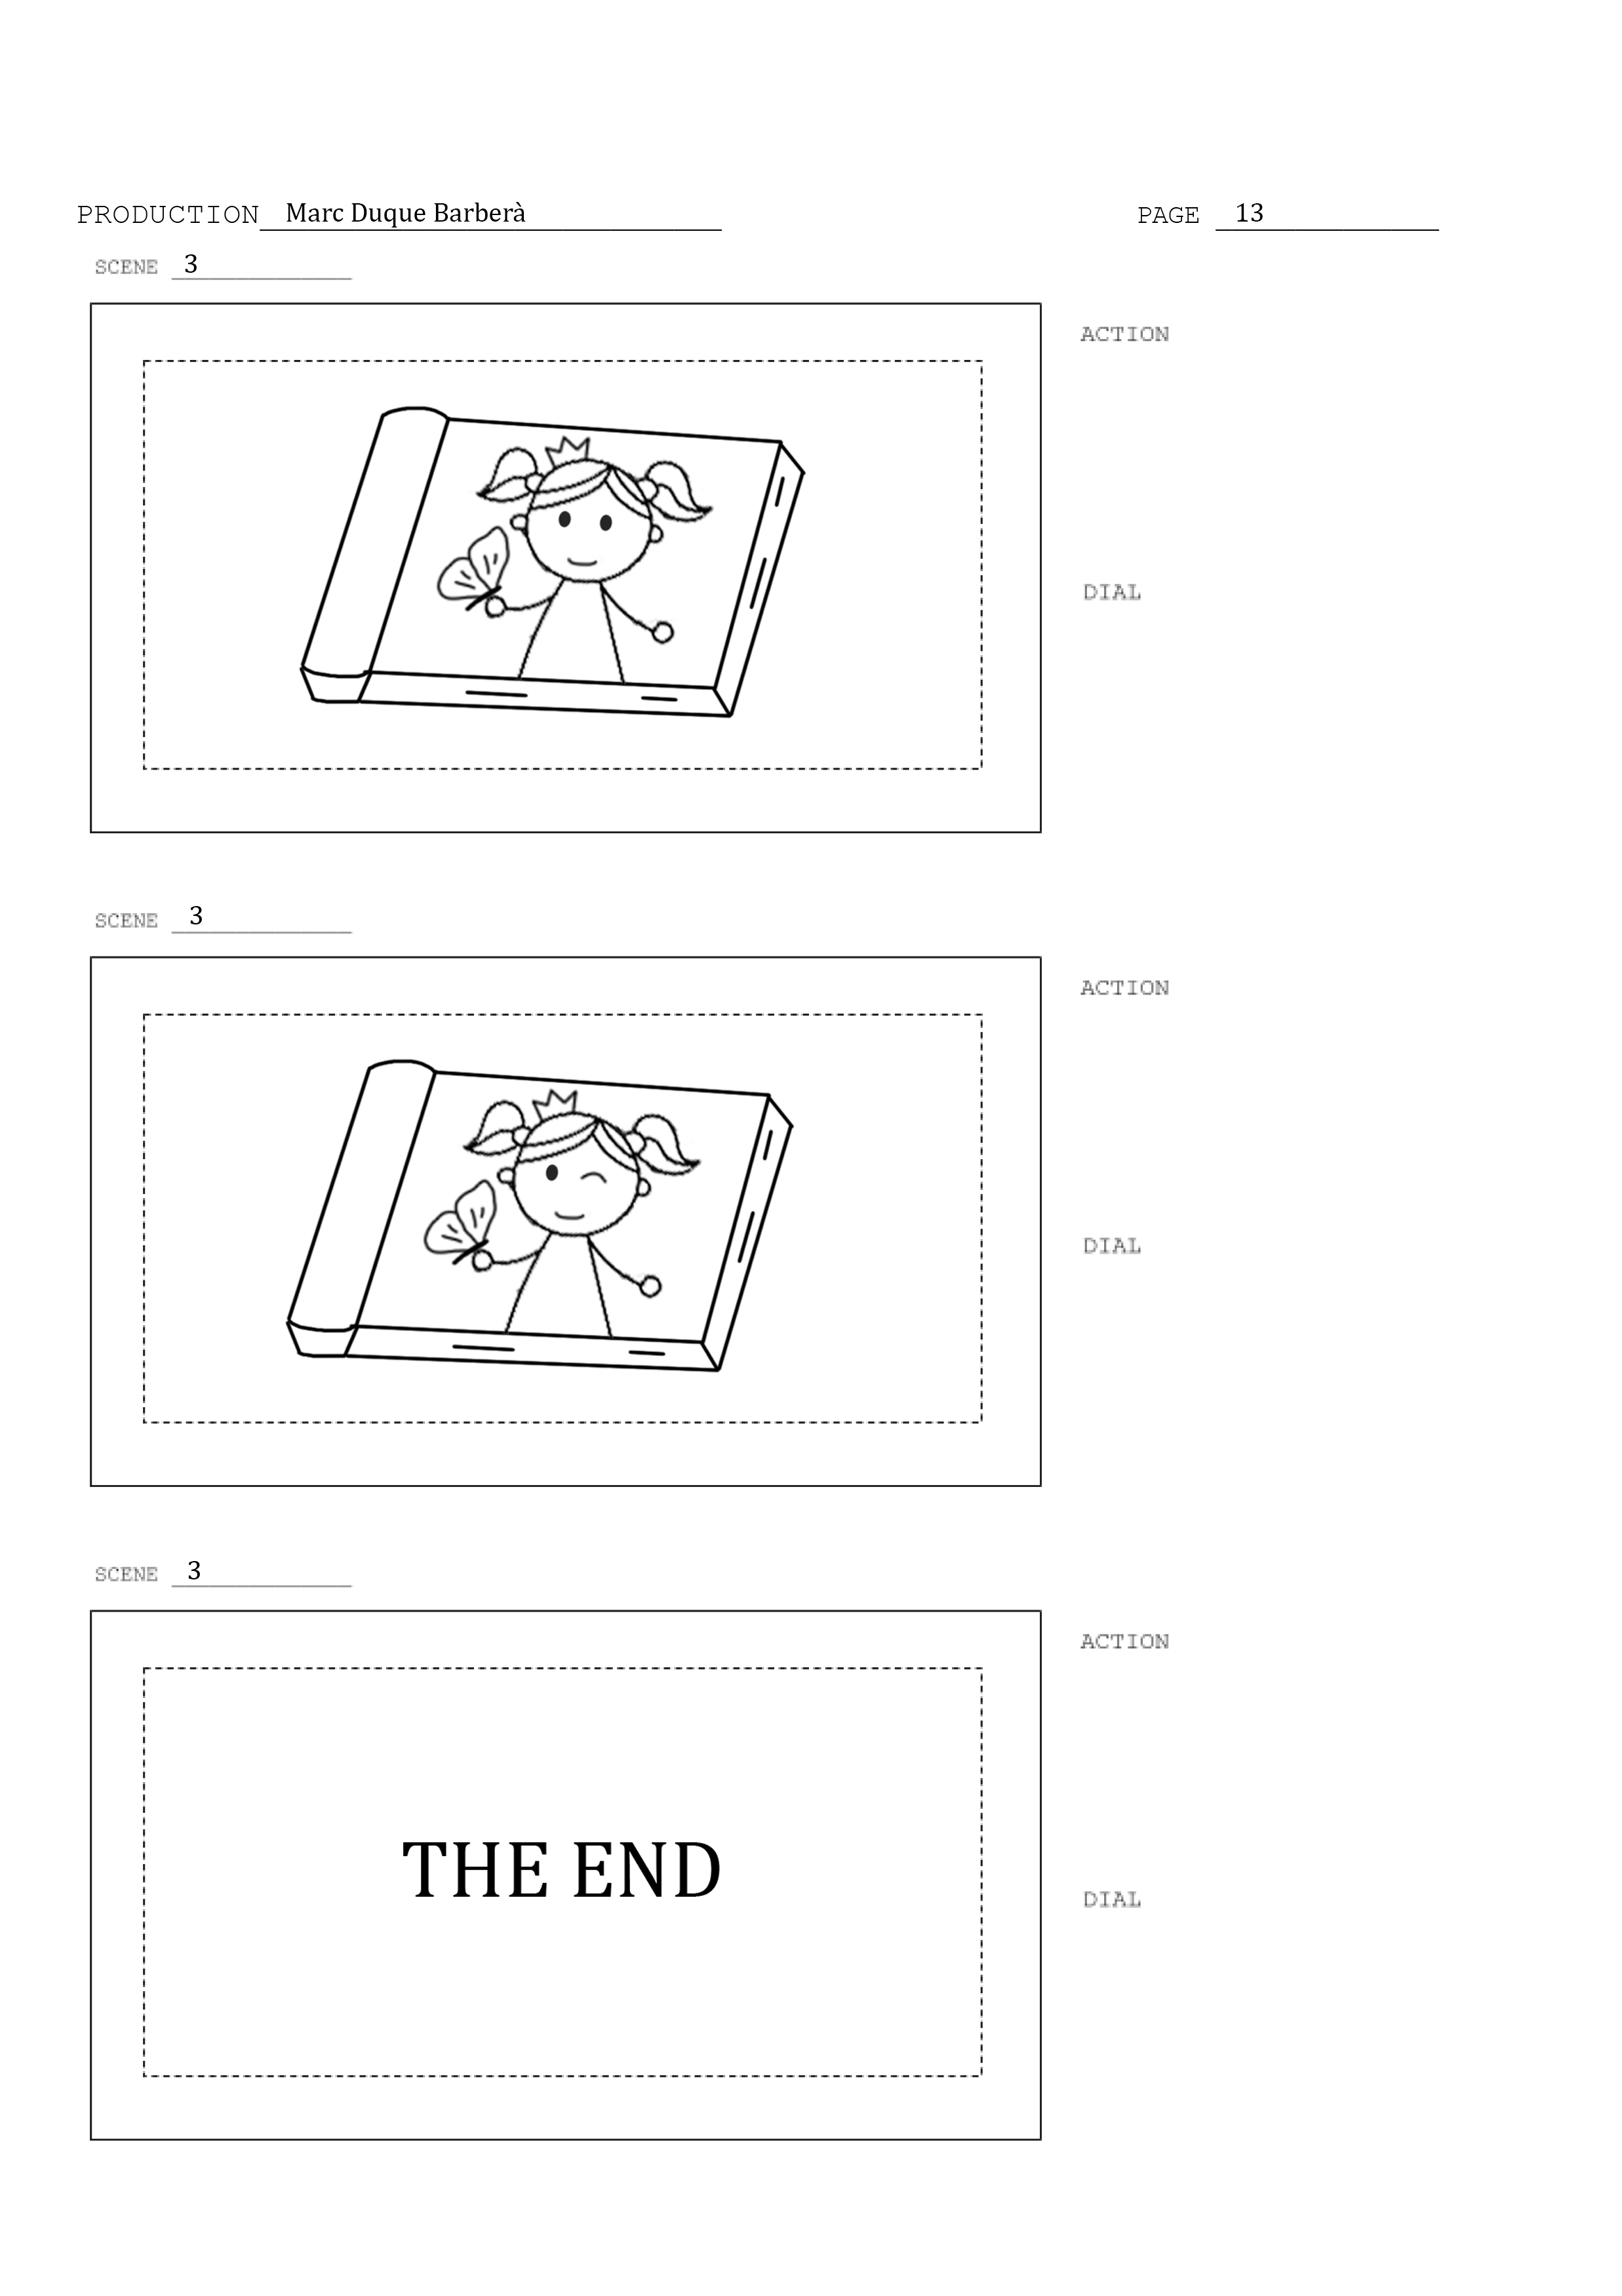 PRODUCTION Marc Duque Barberà PAGE 13
SCENE 3
ACTION
DIAL
SCENE 3
ACTION
DIAL
SCENE 3
ACTION
THE END
DIAL